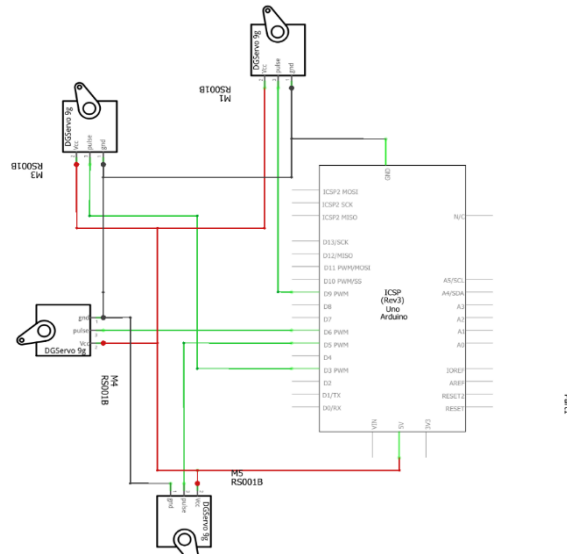 DGServo 9g
Vcc
pulse
gnd
M1
RS001B
DGServo 9g
Vcc
pulse
gnd
M3
RS001B
GND
ICSP2 MOSI
ICSP2 SCK
ICSP2 MISO
N/C
D13/SCK
D12/MISO
D11 PWM/MOSI
D10 PWM/SS
D9 PWM
D8
D7
D6 PWM
D5 PWM
D4
D3 PWM
D2
D1/TX
D0/RX
ICSP
(Rev3)
Uno
Arduino
A5/SCL
A4/SDA
A3
A2
A1
A0
IOREF
AREF
RESET2
RESET
VIN
5V
3V3
gnd
pulse
Vcc
DGServo 9g
M4
RS001B
M5
RS001B
gnd
pulse
Vcc
DGServo 9g